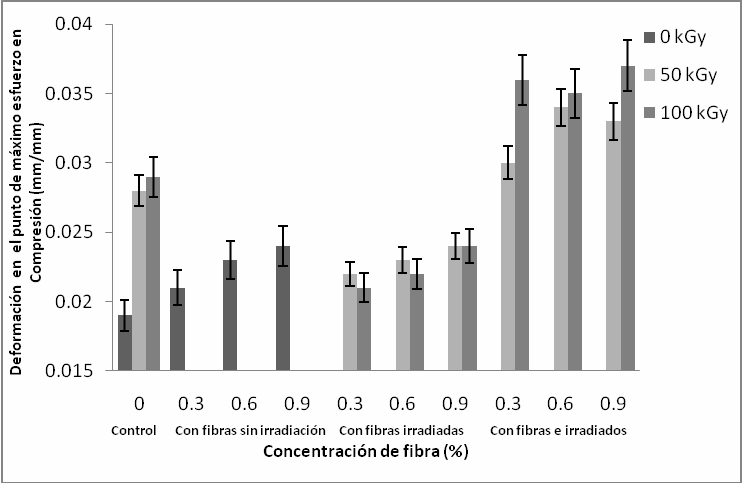 Deformación en el punto de máximo esfuerzo en
Compresión (mm/mm)
0.04
0.035
0.03
0.025
0.02
0.015
0 kGy
50 kGy
100 kGy
0 0.3 0.6 0.9 0.3 0.6 0.9 0.3 0.6 0.9
Control Con fibras sin irradiación Con fibras irradiadas Con fibras e irradiados
Concentración de fibra (%)